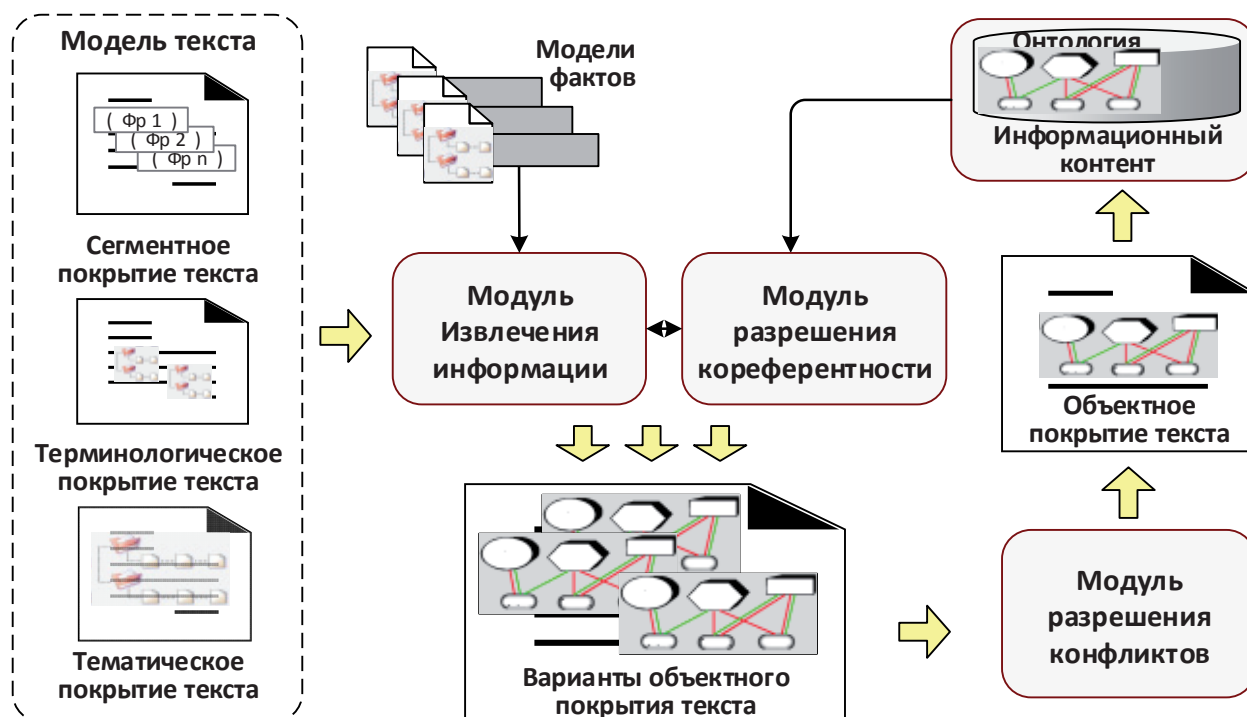 Модель текста
( Фр 1 )
( Фр 2 )
( Фр n )
Сегментное
покрытие текста
Терминологическое
покрытие текста
Тематическое
покрытие текста
Модели
фактов
Модуль
Извлечения
информации
Модуль
разрешения
кореферентности
Варианты объектного
покрытия текста
Онтология
Информационный
контент
Объектное
покрытие текста
Модуль
разрешения
конфликтов